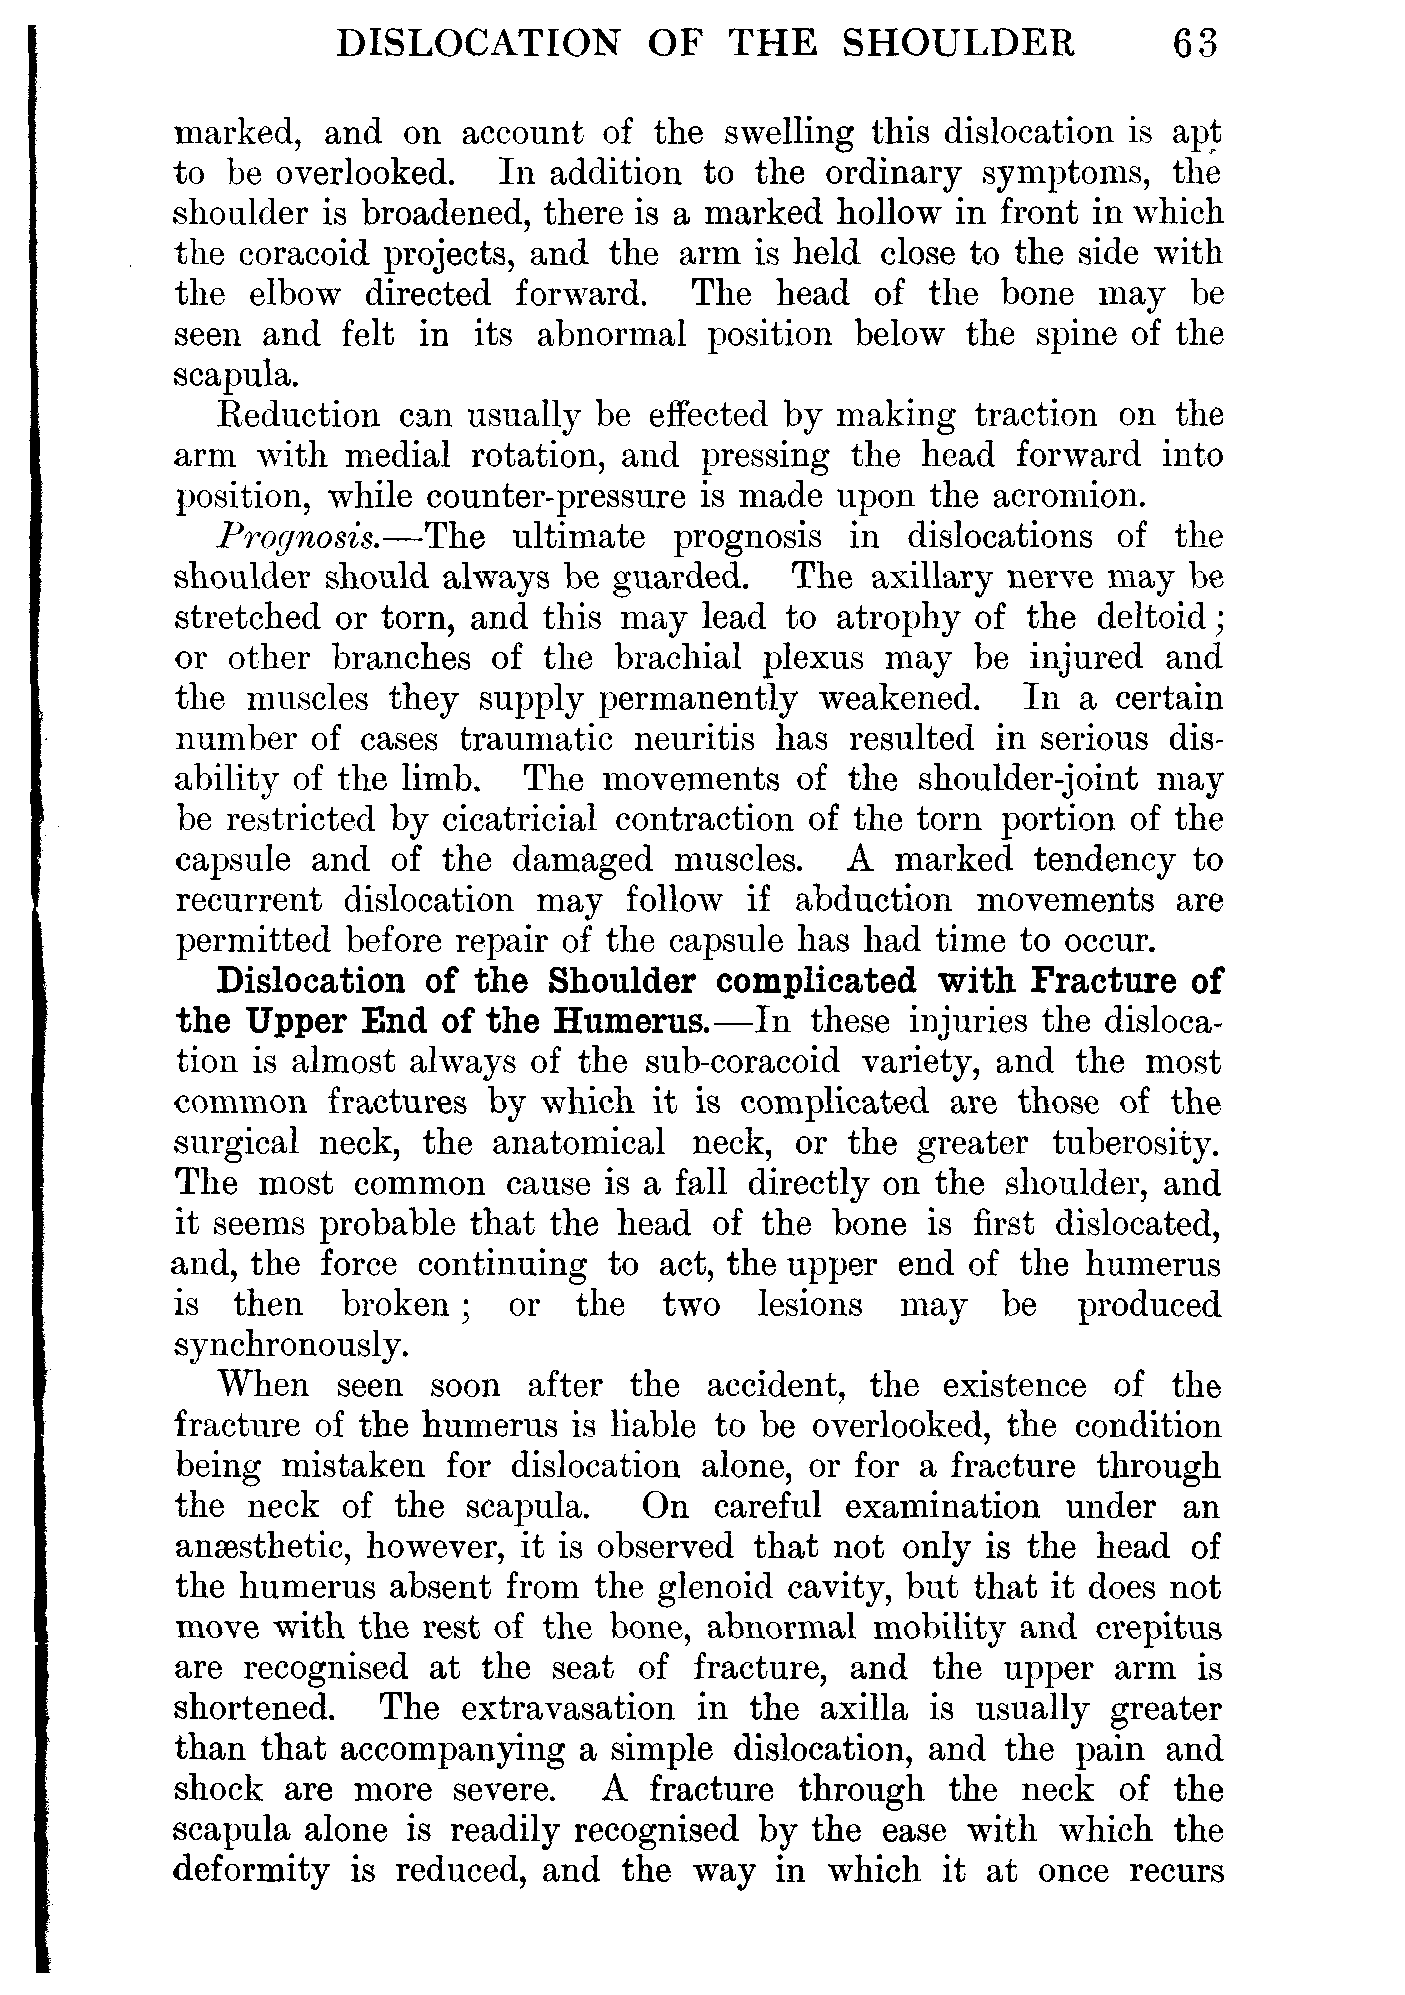 DISLOCATION OF THE SHOULDER 63
marked, and on account of the swelling this dislocation is apt
to be overlooked. In addition to the ordinary symptoms, the
shoulder is broadened, there is a marked hollow in front in which
the coracoid projects, and the arm is held close to the side with
the elbow directed forward. The head of the bone may be
seen and felt in its abnormal position below the spine of the
scapula.
Reduction can usually be effected by making traction on the
arm with medial rotation, and pressing the head forward into
position, while counter-pressure is made upon the acromion.
Prognosis.—The ultimate prognosis in dislocations of the
shoulder should always be guarded. The axillary nerve may be
stretched or torn, and this may lead to atrophy of the deltoid;
or other branches of the brachial plexus may be injured and
the muscles they supply permanently weakened. In a certain
number of cases traumatic neuritis has resulted in serious dis-
ability of the limb. The movements of the shoulder-joint may
be restricted by cicatricial contraction of the torn portion of the
capsule and of the damaged muscles. A marked tendency to
recurrent dislocation may follow if abduction movements are
permitted before repair of the capsule has had time to occur.
Dislocation of the Shoulder complicated with Fracture of
the Upper End of the Humerus.—In these injuries the disloca-
tion is almost always of the sub-coracoid variety, and the most
common fractures by which it is complicated are those of the
surgical neck, the anatomical neck, or the greater tuberosity.
The most common cause is a fall directly on the shoulder, and
it seems probable that the head of the bone is first dislocated,
and, the force continuing to act, the upper end of the humerus
is then broken; or the two lesions may be produced
synchronously.
When seen soon after the accident, the existence of the
fracture of the humerus is liable to be overlooked, the condition
being mistaken for dislocation alone, or for a fracture through
the neck of the scapula. On careful examination under an
anæsthetic, however, it is observed that not only is the head of
the humerus absent from the glenoid cavity, but that it does not
move with the rest of the bone, abnormal mobility and crepitus
are recognised at the seat of fracture, and the upper arm is
shortened. The extravasation in the axilla is usually greater
than that accompanying a simple dislocation, and the pain and
shock are more severe. A fracture through the neck of the
scapula alone is readily recognised by the ease with which the
deformity is reduced, and the way in which it at once recurs